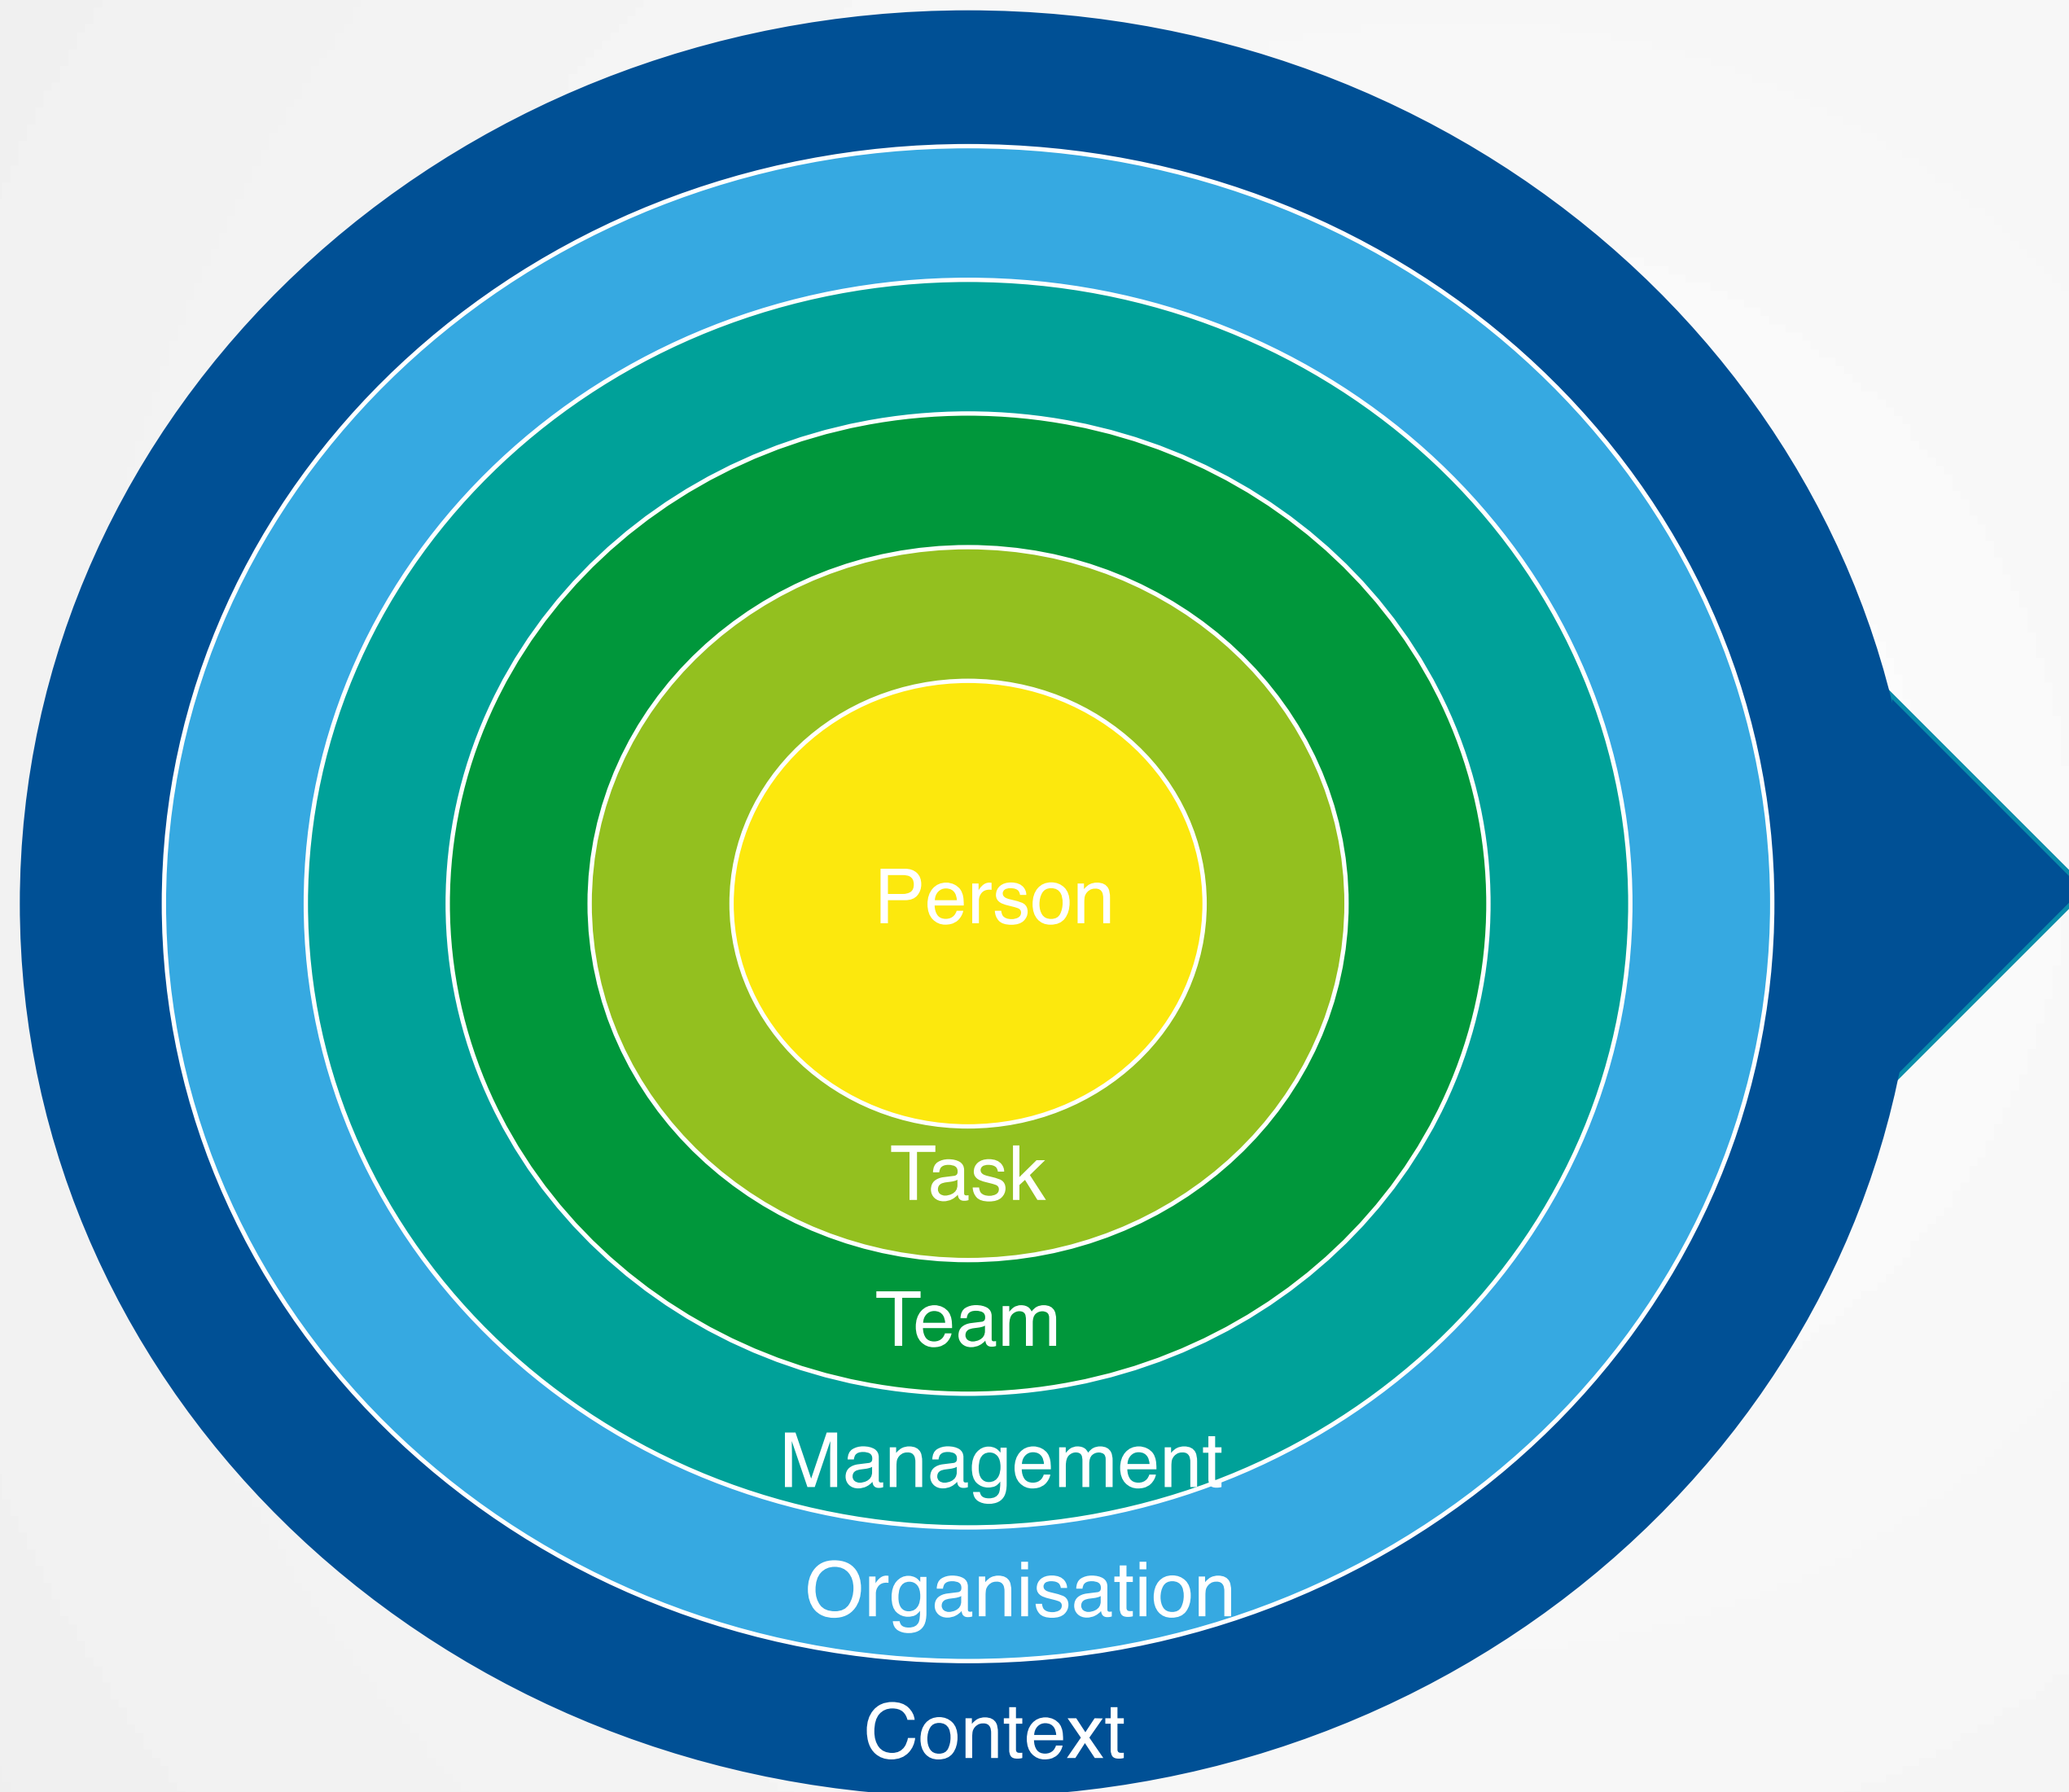 Person
Task
Team
Management
Organisation
Context